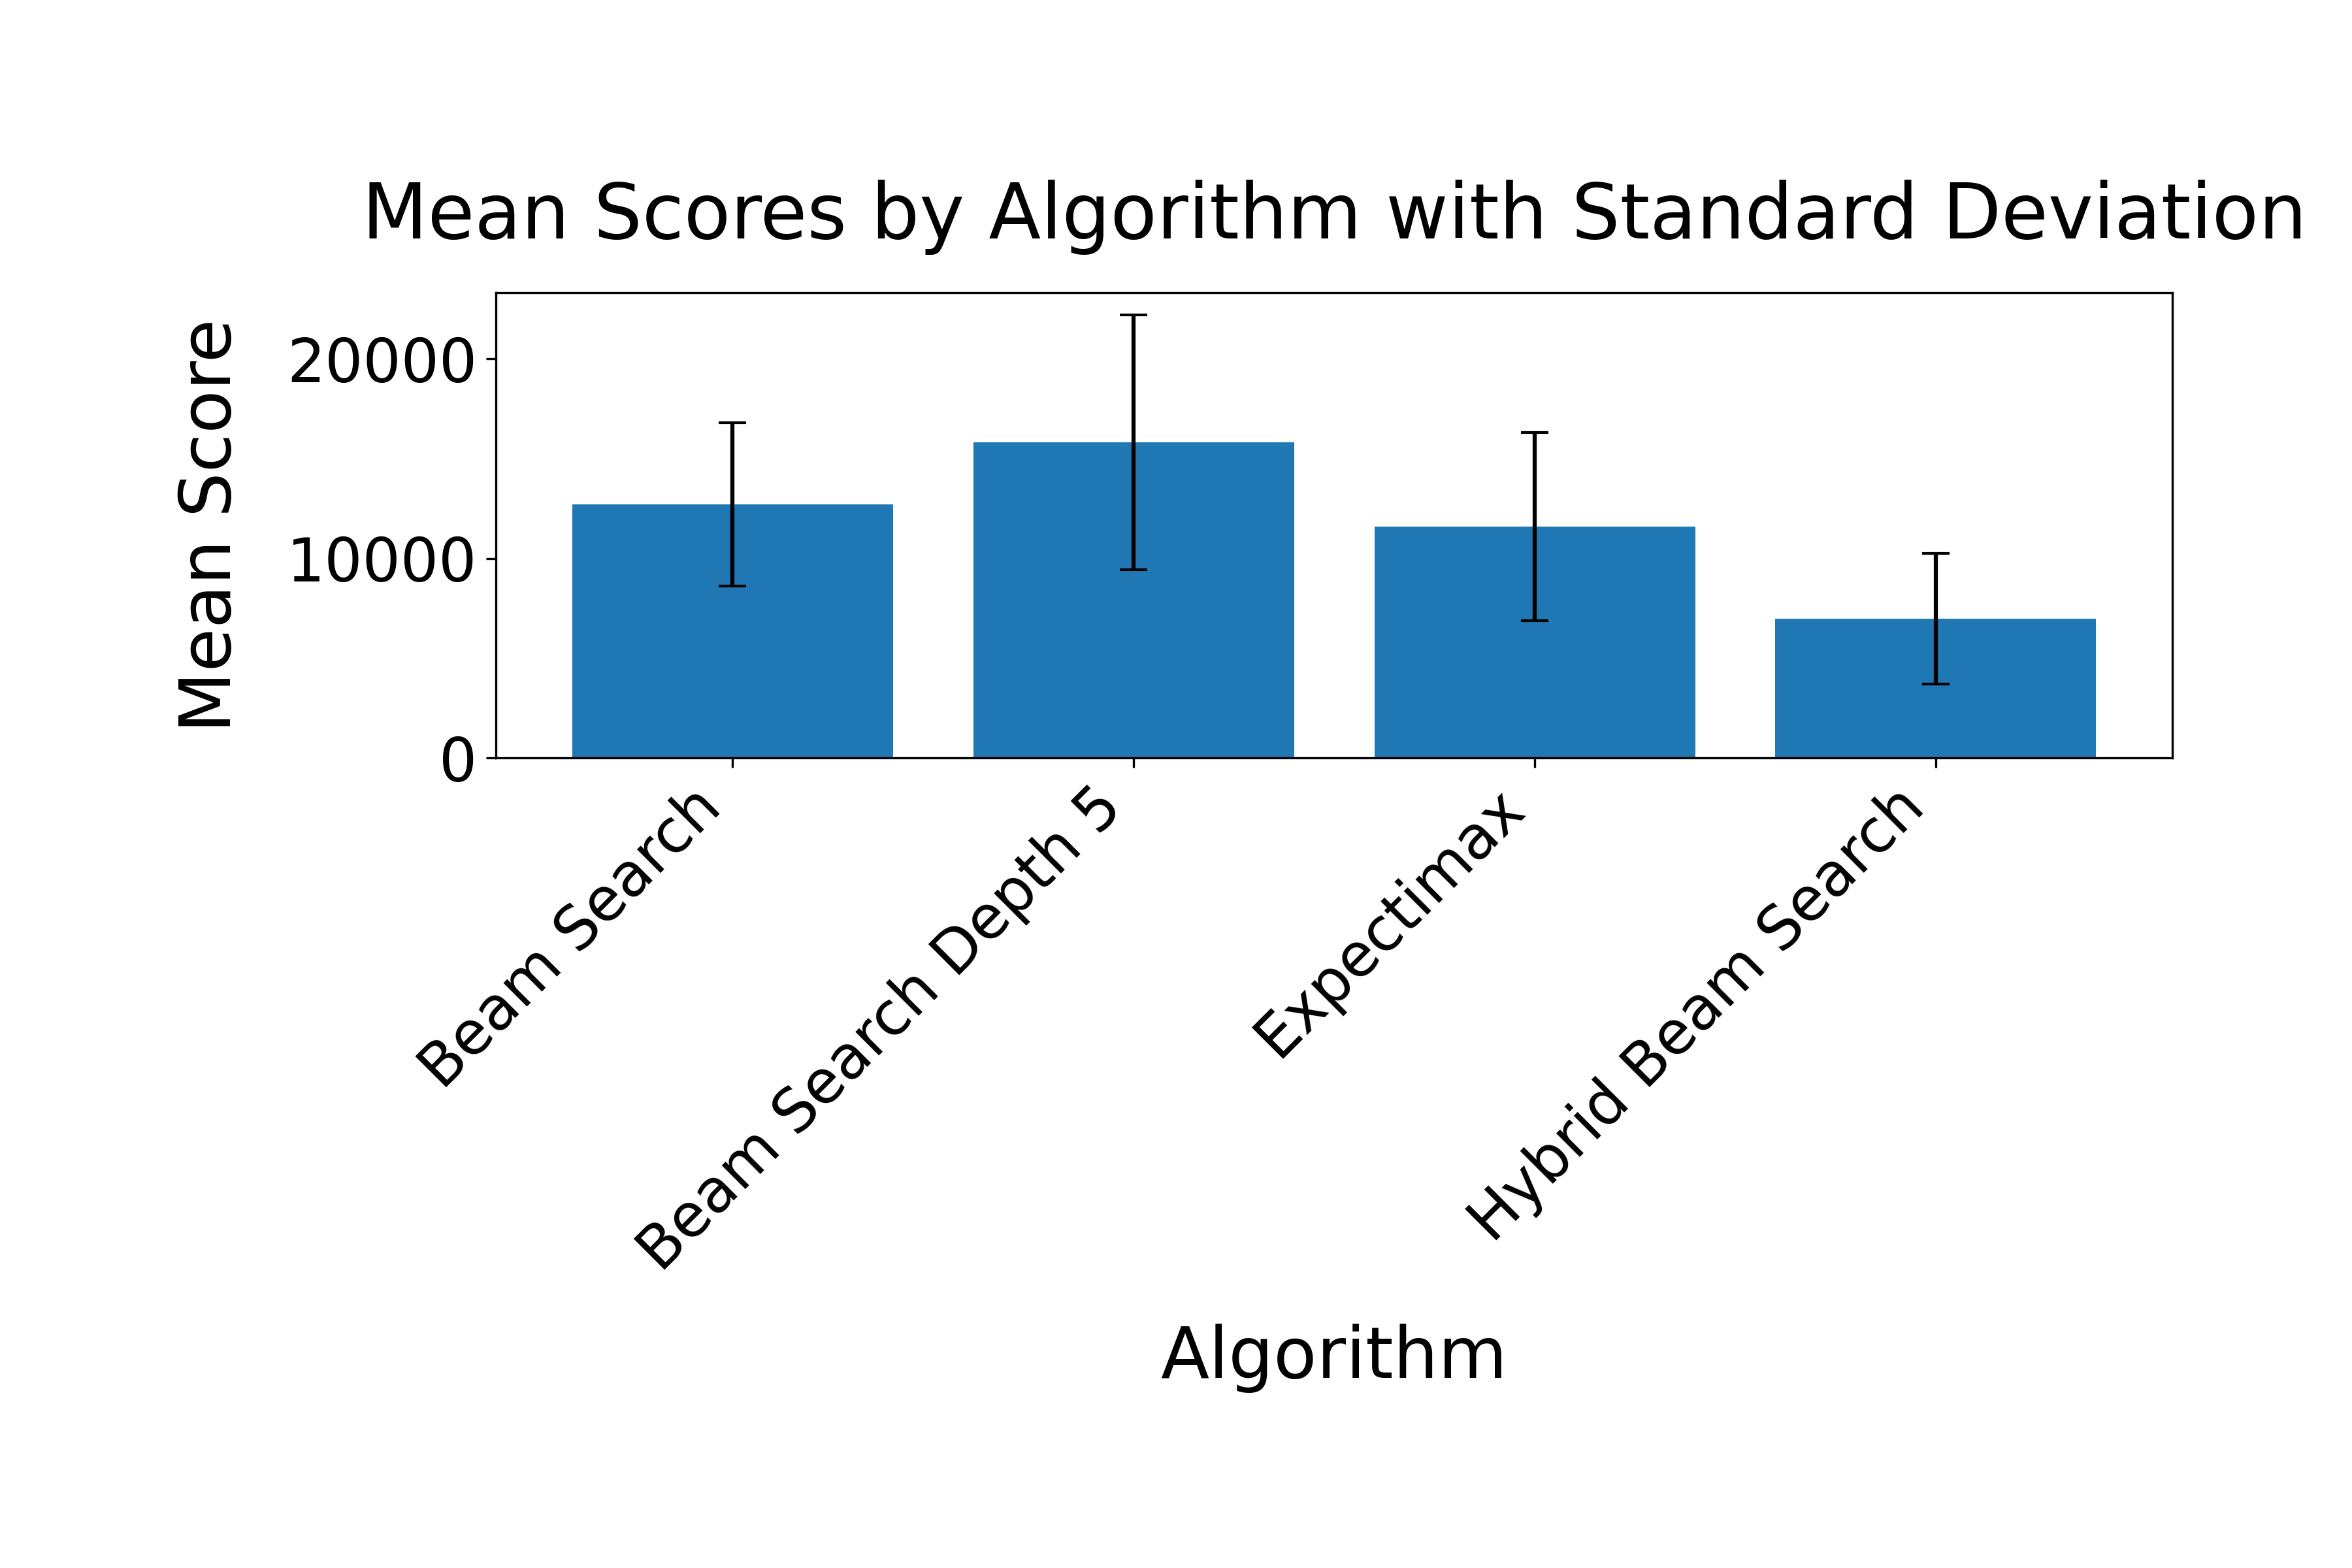 Mean Scores by Algorithm with Standard Deviation
Mean Score
20000
10000
0
Beam Search
Beam Search Depth 5
Expectimax
Hybrid Beam Search
Algorithm